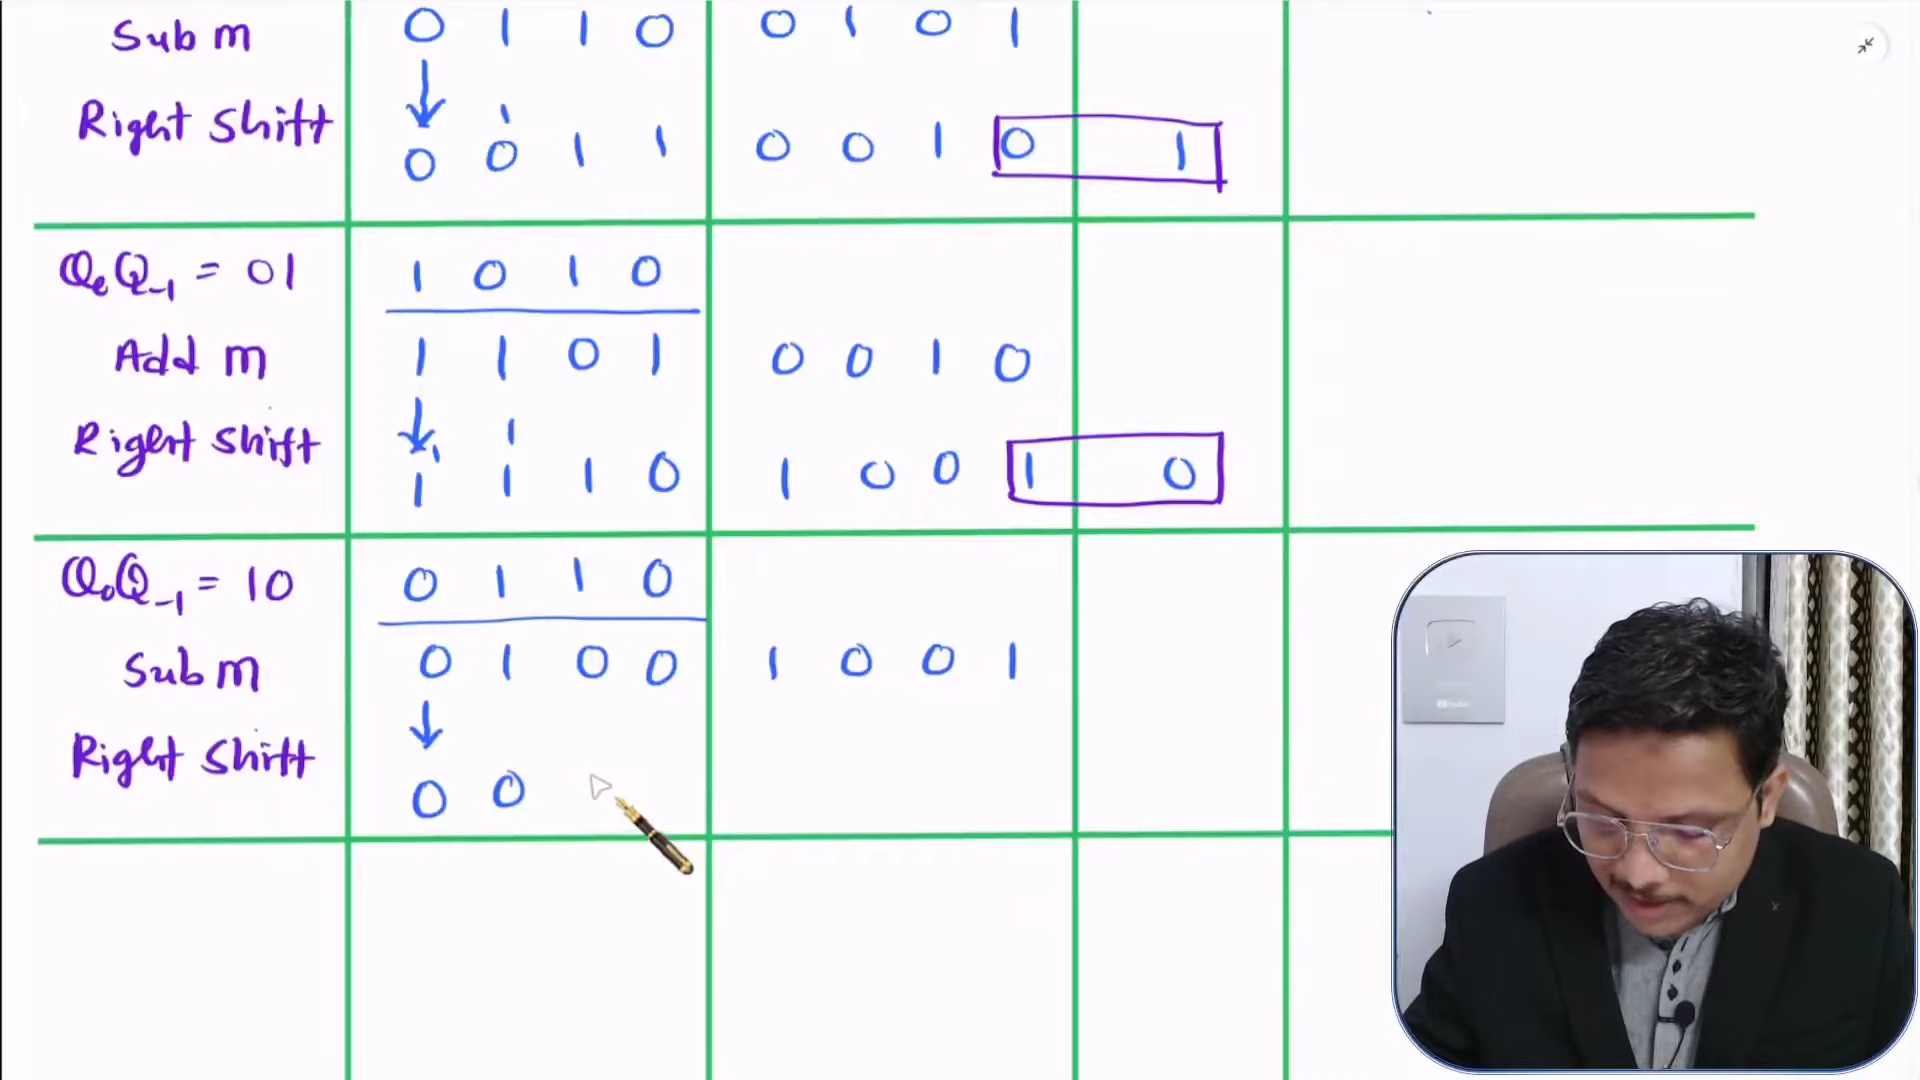 Sub m 0 1 1 0 0 1 0 1
Right Shift 0 0 1 1 0 0 1 0 1
1
Q₀Q₋₁ = 01 1 0 1 0
Add m 1 1 0 1 0 0 1 0
Right Shift 1 1 1 0 1 0 0 1 0
1 1
Q₀Q₋₁ = 10 0 1 1 0
Sub m 0 1 0 0 1 0 0 1
Right Shift
0 0